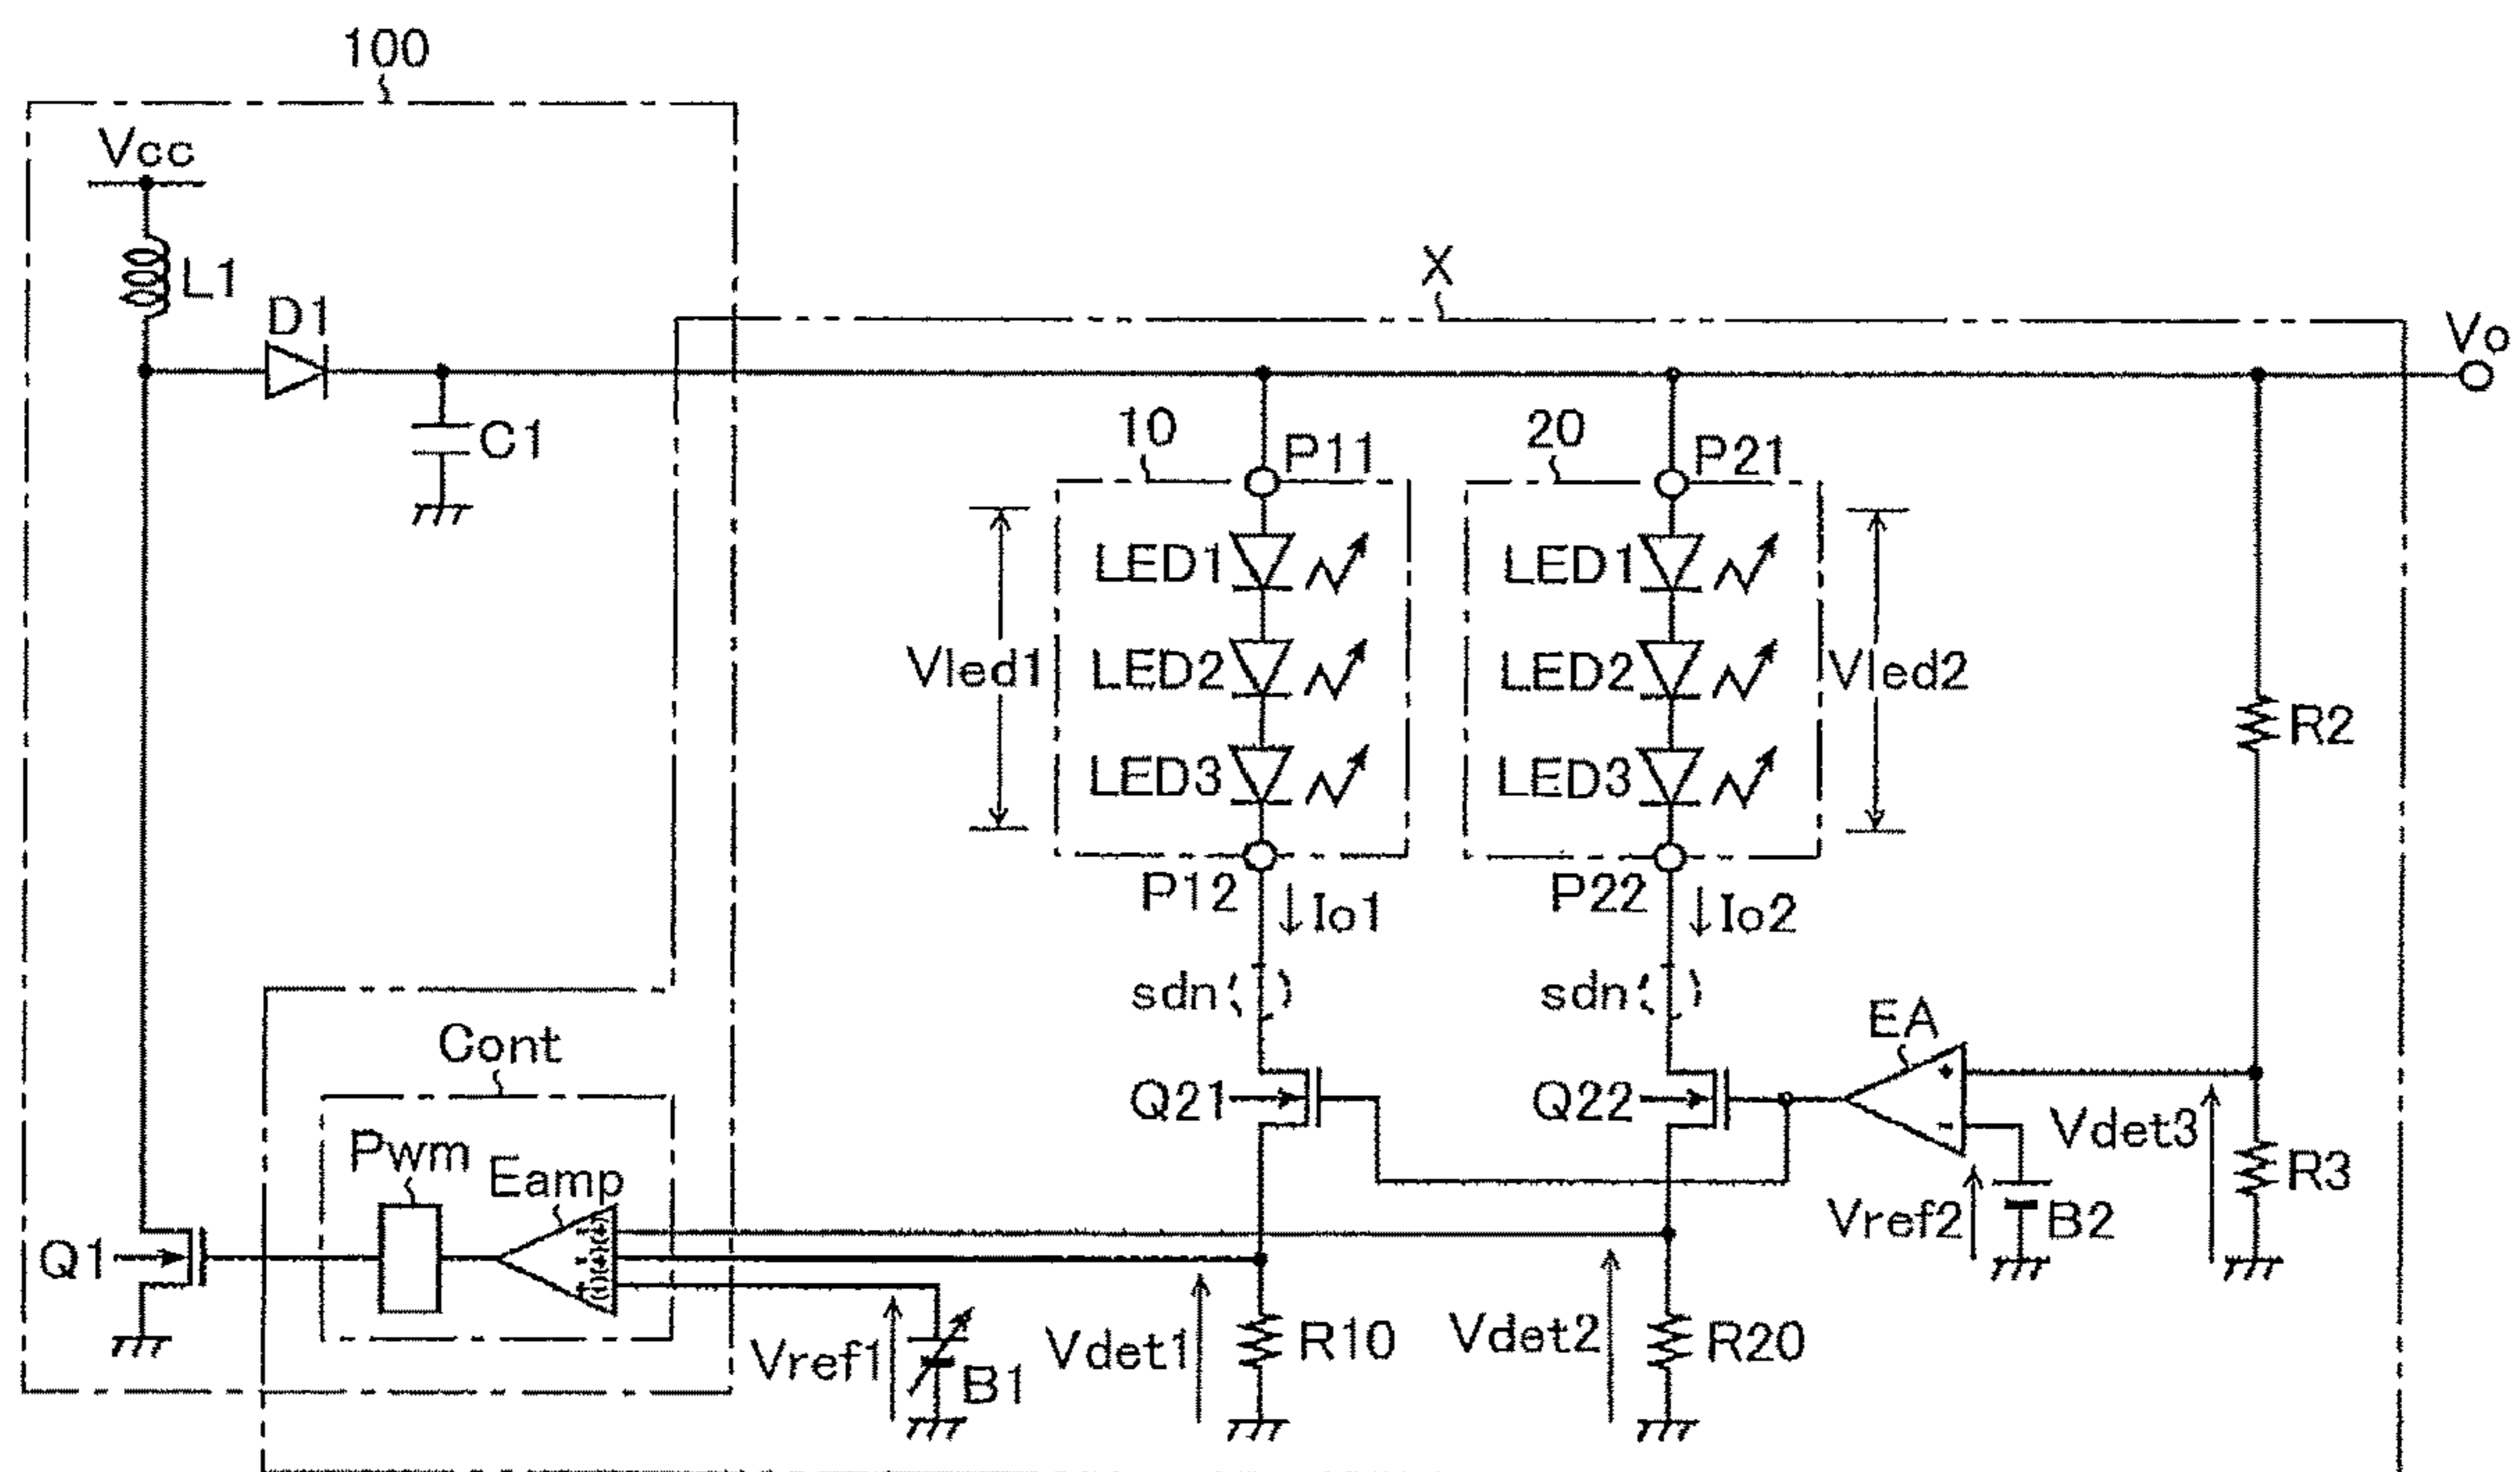 100
Vcc
L1
D1
C1
X
Vo
10
P11
20
P21
LED1
LED1
Vled1
LED2
LED2
Vled2
R2
LED3
LED3
P12
Io1
P22
Io2
sdn
sdn
EA
Cont
Q21
Q22
+
-
Vdet3
Pwm
Eamp
R3
Vref2
B2
Q1
Vref1
B1
Vdet1
R10
Vdet2
R20